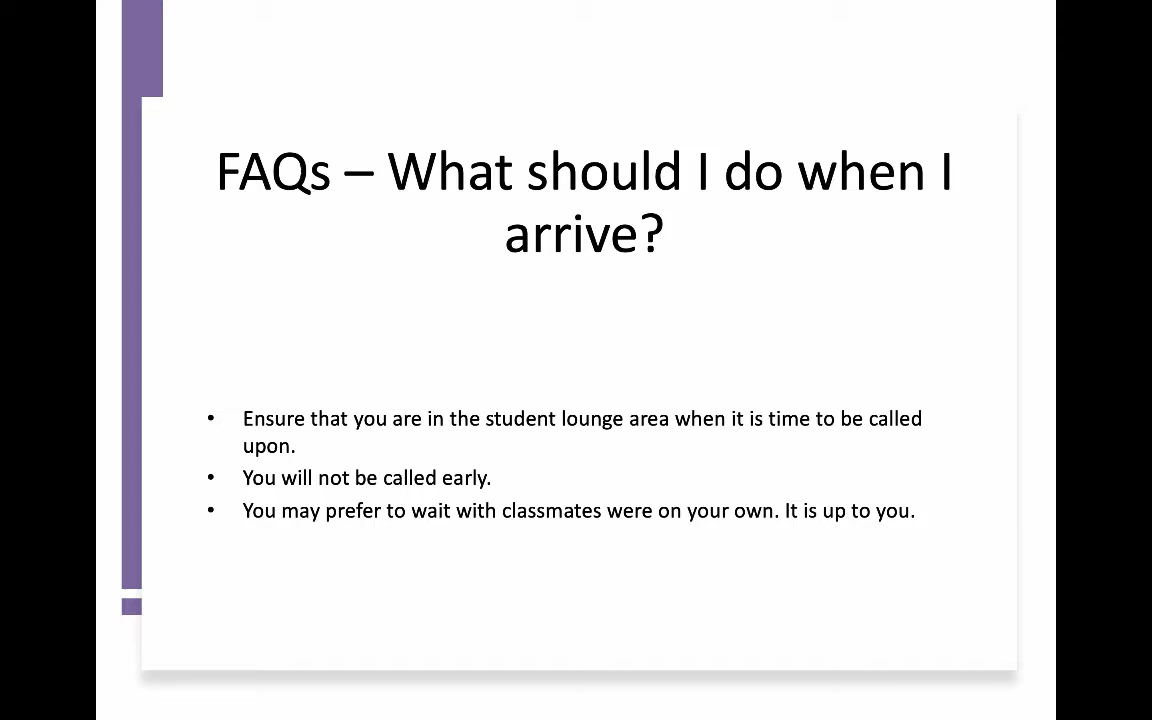 FAQs – What should I do when I
arrive?
• Ensure that you are in the student lounge area when it is time to be called
upon.
• You will not be called early.
• You may prefer to wait with classmates were on your own. It is up to you.